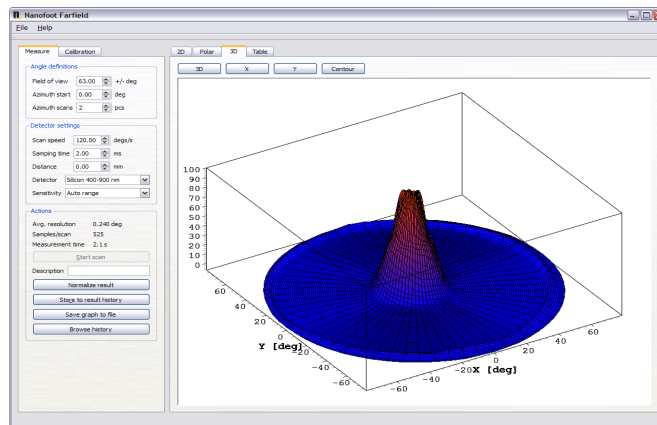 Nanofoot Farfield
File Help
Measure Calibration
Angle definitions
Field of view 63.00 +/- deg
Azimuth start 0.00 deg
Azimuth scans 2 pcs
Detector settings
Scan speed 120.00 degs/s
Samping time 2.00 ms
Distance 0.00 mm
Detector Silicon 400-900 nm
Sensitivity Auto range
Actions
Avg. resolution 0.240 deg
Samples/scan 525
Measurement time 2.1 s
Start scan
Description
Normalize result
Store to result history
Save graph to file
Browse history
2D Polar 3D Table
3D X Y Contour
100
90
80
70
60
50
40
30
20
10
0
60
40
20
0
-20
-40
-60
Y [deg]
-60
-40
-20
0
20
40
60
X [deg]